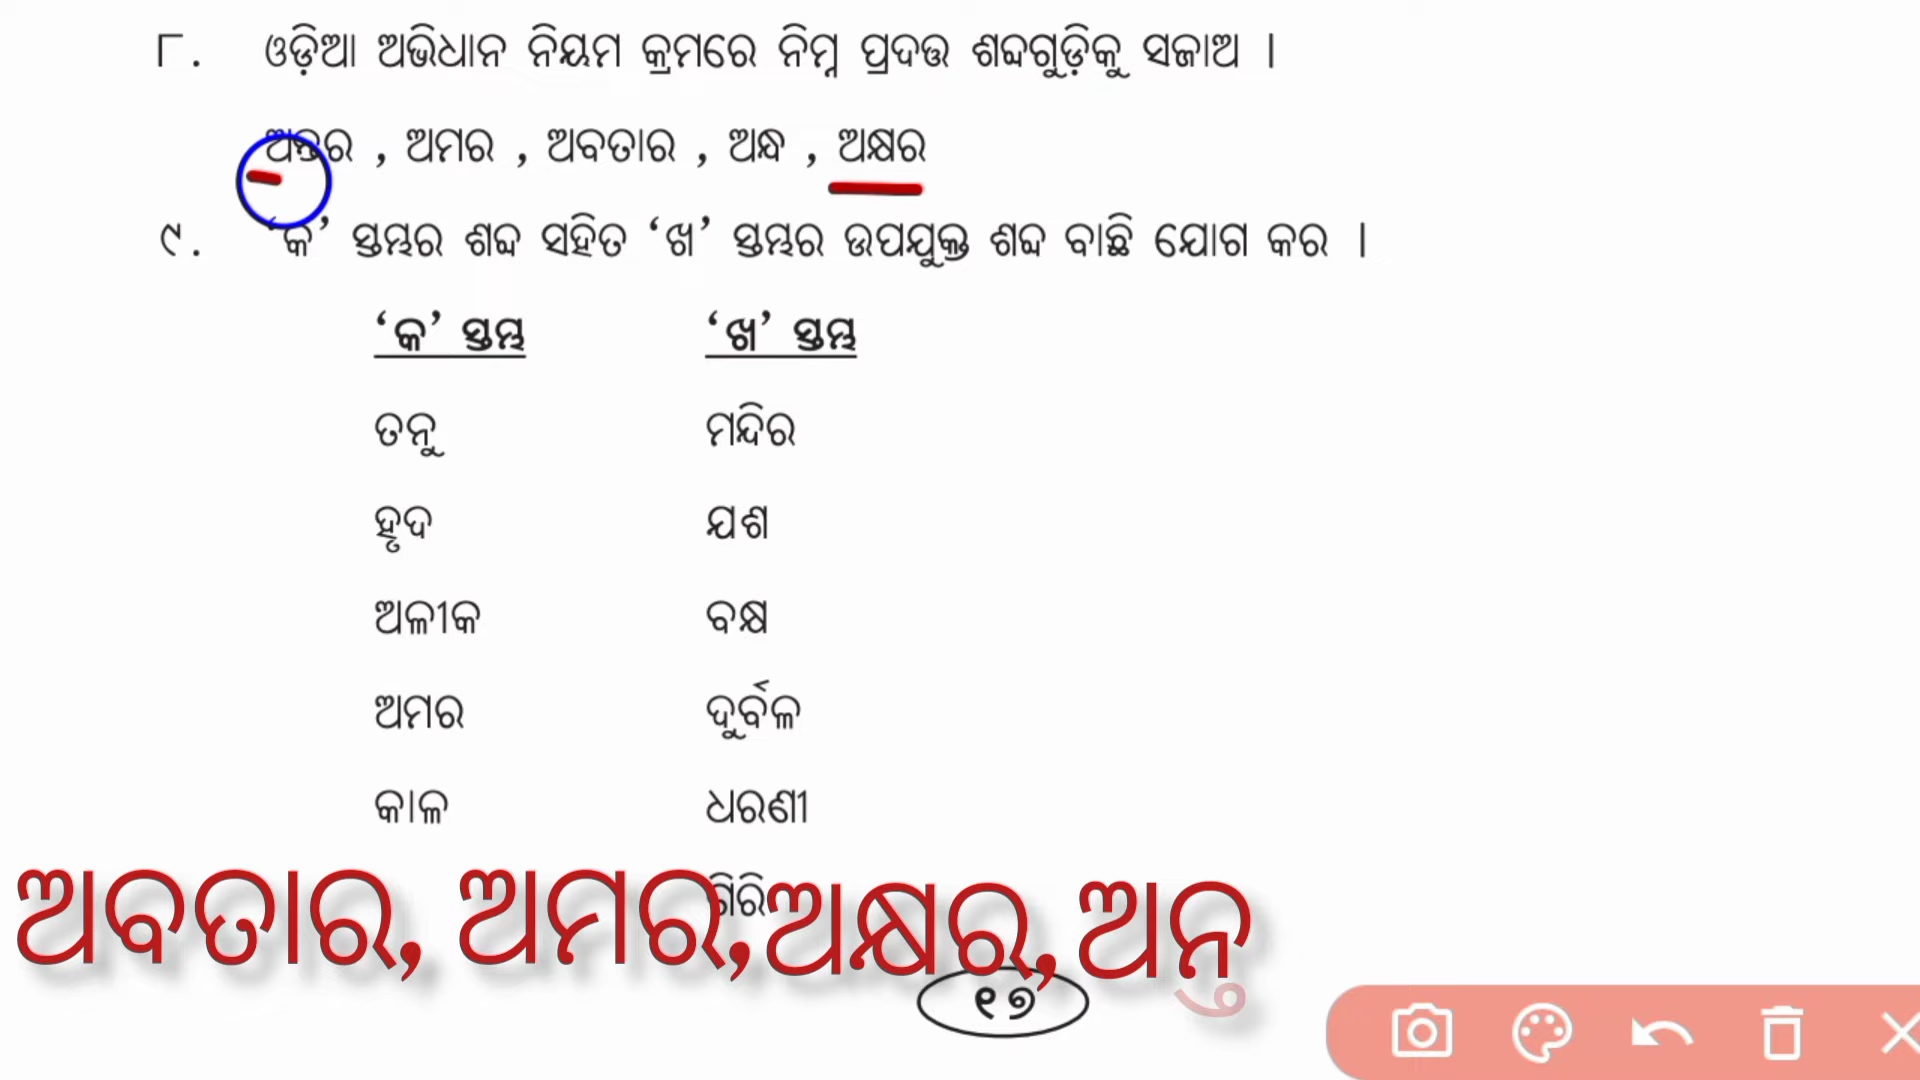 ୮. ଓଡ଼ିଆ ଅଭିଧାନ ନିୟମ କ୍ରମରେ ନିମ୍ନ ପ୍ରଦତ୍ତ ଶବ୍ଦଗୁଡ଼ିକୁ ସଜାଅ ।
ଅନ୍ତର , ଅମର , ଅବତାର , ଅନ୍ଧ , ଅକ୍ଷର
୯. ‘କ’ ସ୍ତମ୍ଭର ଶବ୍ଦ ସହିତ ‘ଖ’ ସ୍ତମ୍ଭର ଉପଯୁକ୍ତ ଶବ୍ଦ ବାଛି ଯୋଗ କର ।
‘କ’ ସ୍ତମ୍ଭ ‘ଖ’ ସ୍ତମ୍ଭ
ତନୁ ମନ୍ଦିର
ହୃଦ ଯଶ
ଅଳୀକ ବକ୍ଷ
ଅମର ଦୁର୍ବଳ
କାଳ ଧରଣୀ
ଗିରି
ଅବତାର, ଅମର, ଅକ୍ଷର,
୧୭